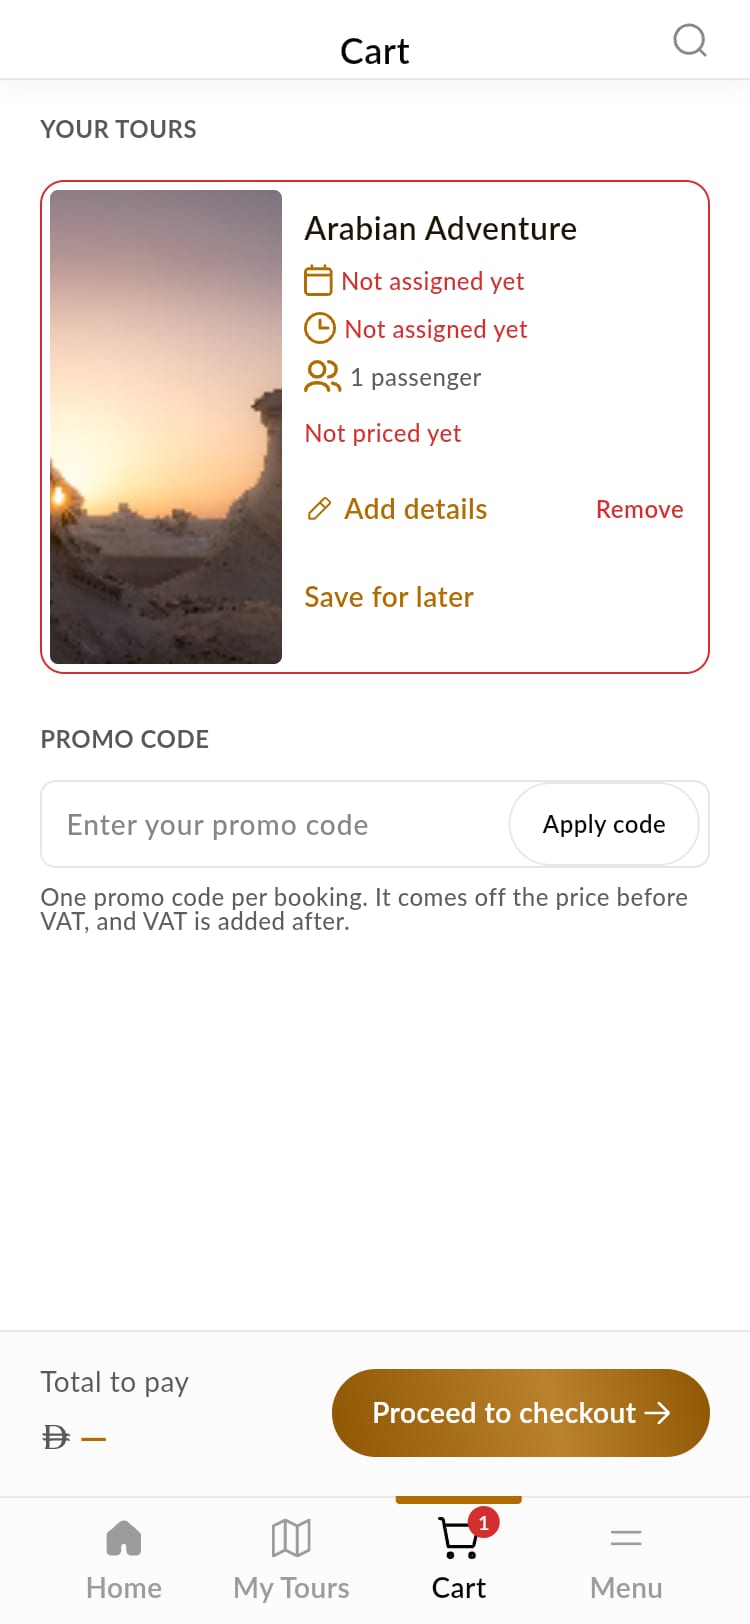 Cart
YOUR TOURS
Arabian Adventure
Not assigned yet
Not assigned yet
1 passenger
Not priced yet
Add details
Remove
Save for later
PROMO CODE
Enter your promo code
Apply code
One promo code per booking. It comes off the price before
VAT, and VAT is added after.
Total to pay
–
Proceed to checkout →
1
Home
My Tours
Cart
Menu